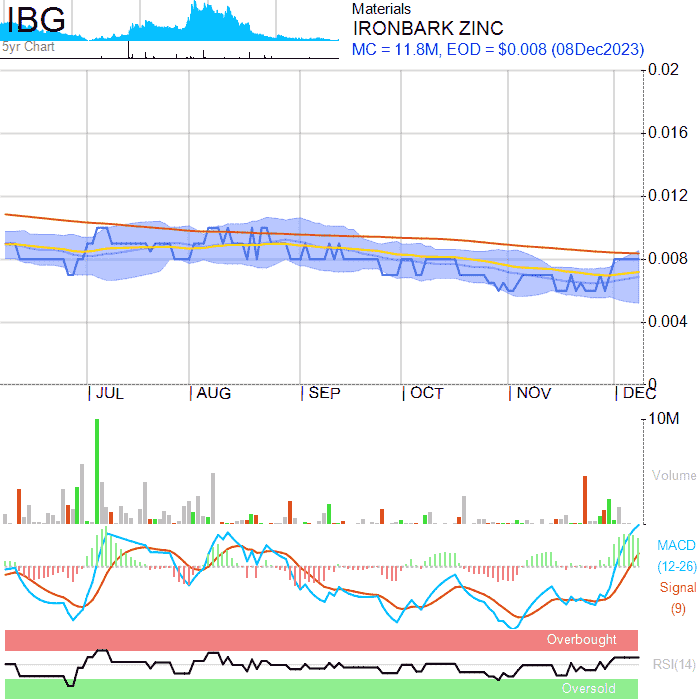 IBG
5yr Chart
Materials
IRONBARK ZINC
MC = 11.8M, EOD = $0.008 (08Dec2023)
0.02
0.016
0.012
0.008
0.004
0
JUL AUG SEP OCT NOV DEC
10M
Volume
MACD
(12-26)
Signal
(9)
Overbought
RSI(14)
Oversold